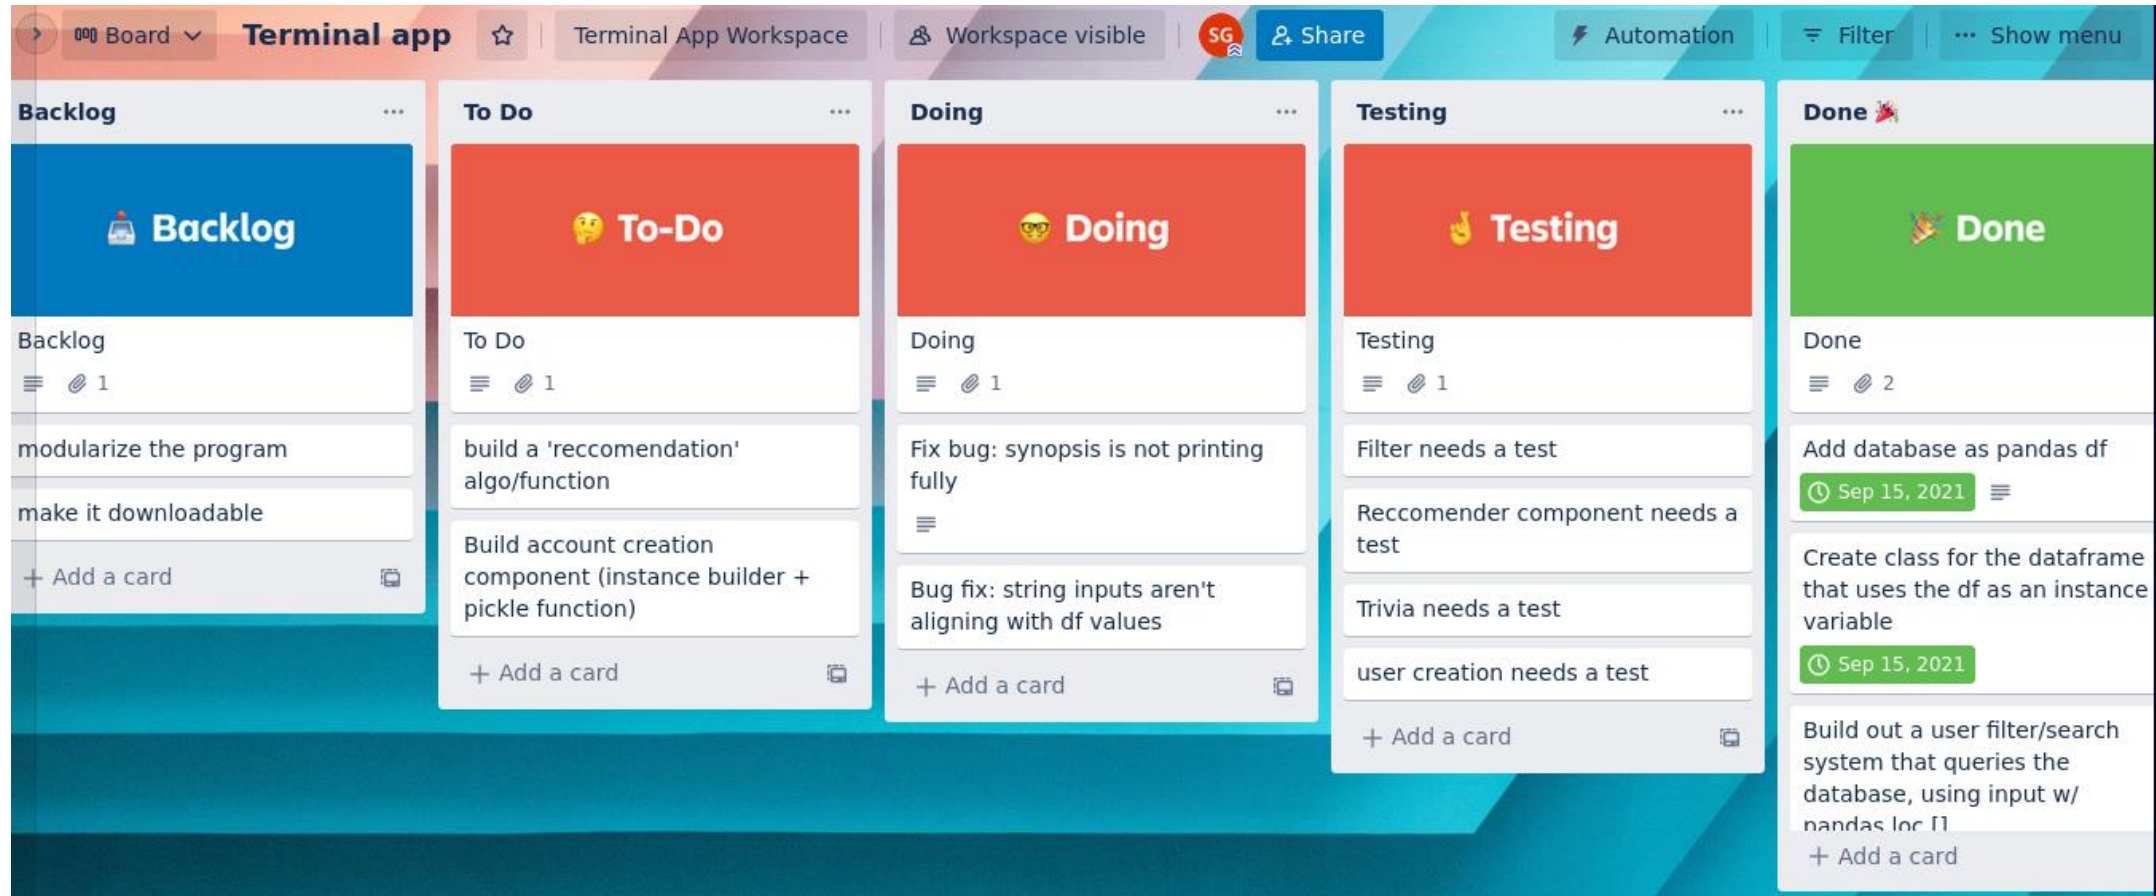 Board
Terminal app
Terminal App Workspace
Workspace visible
SG
Share
Automation
Filter
··· Show menu
Backlog
Backlog
Backlog
1
modularize the program
make it downloadable
+ Add a card
To Do
To-Do
To Do
1
build a 'reccomendation'
algo/function
Build account creation
component (instance builder +
pickle function)
+ Add a card
Doing
Doing
Doing
1
Fix bug: synopsis is not printing
fully
Bug fix: string inputs aren't
aligning with df values
+ Add a card
Testing
Testing
Testing
1
Filter needs a test
Reccomender component needs a
test
Trivia needs a test
user creation needs a test
+ Add a card
Done 🎉
Done
Done
2
Add database as pandas df
Sep 15, 2021
Create class for the dataframe
that uses the df as an instance
variable
Sep 15, 2021
Build out a user filter/search
system that queries the
database, using input w/
pandas loc []
+ Add a card